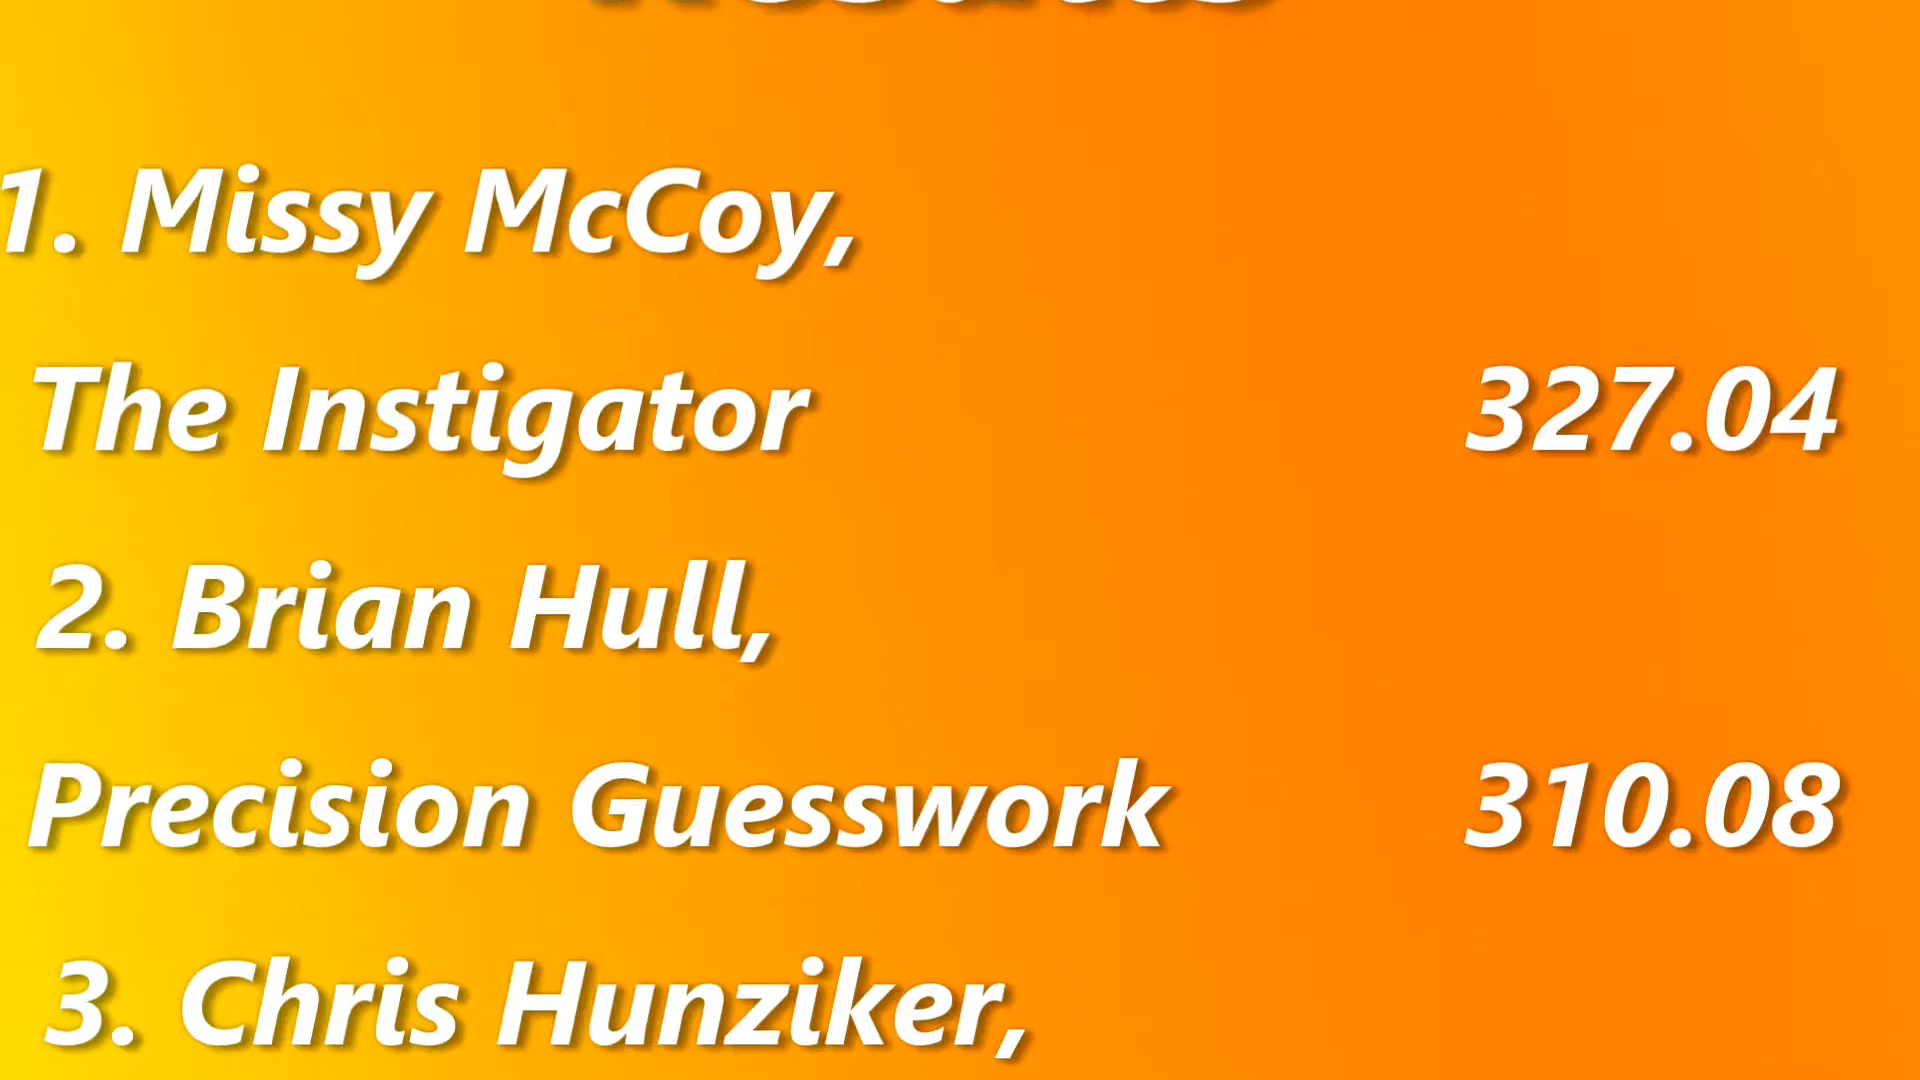 1. Missy McCoy,
The Instigator 327.04
2. Brian Hull,
Precision Guesswork 310.08
3. Chris Hunziker,